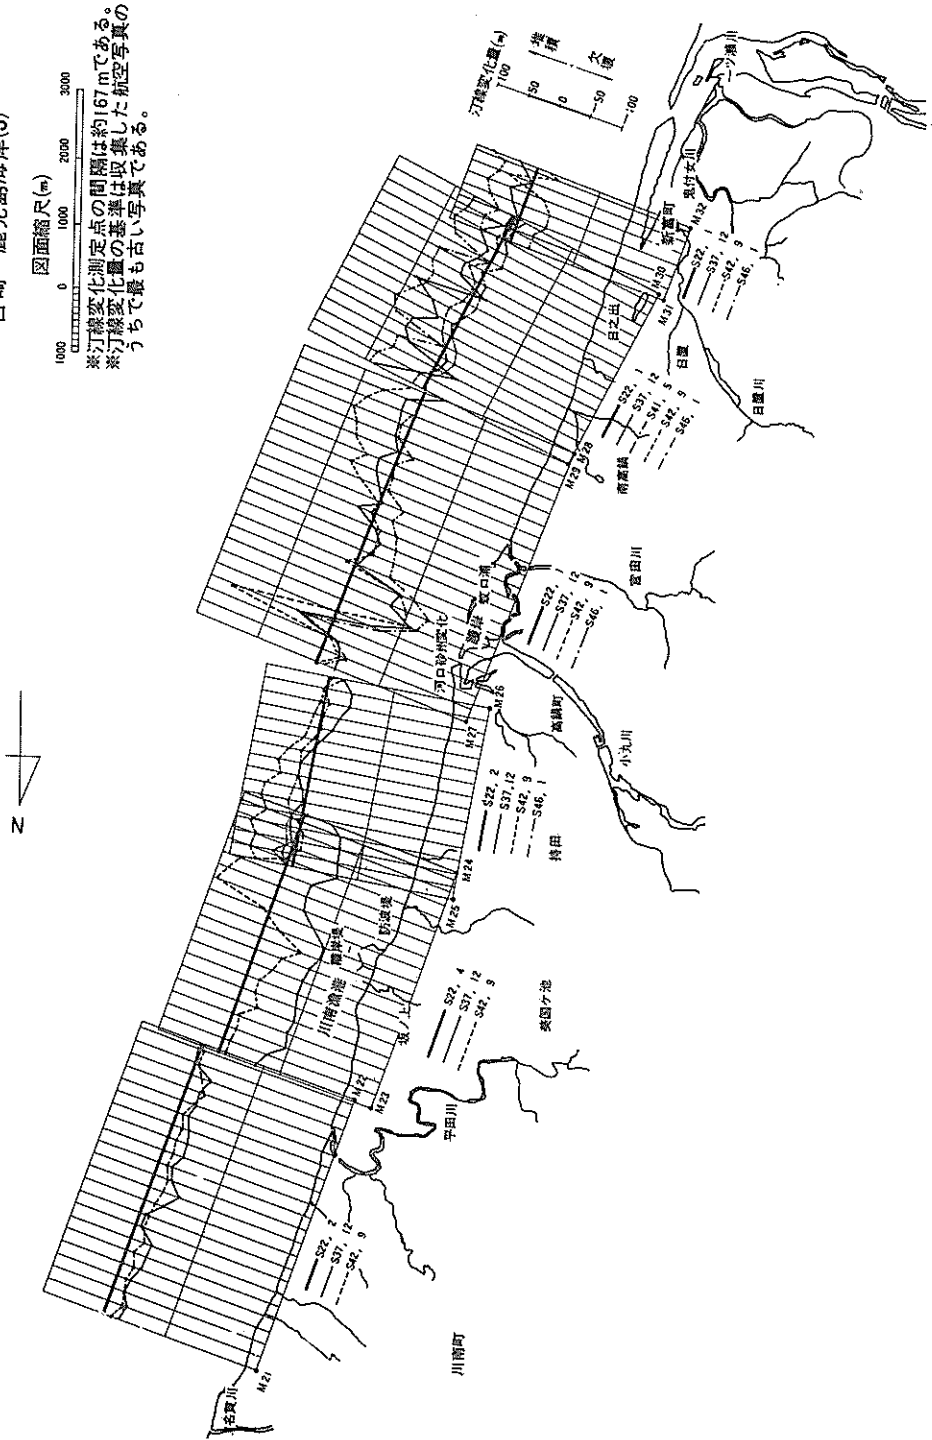 図面縮尺(m)
1000 0 1000 2000 3000
※汀線変化測定点の間隔は約167mである。
※汀線変化量の基準は収集した航空写真の
うちで最も古い写真である。
N
汀線変化量(m)
100
50
0
-50
-100
堆積
欠壊
名貫川
M21
川南町
S22, 2
S37, 12
S42, 9
平田川
M22
M23
川南漁港
護岸堤
防波堤
坂ノ上
S22, 4
S37, 12
S42, 9
M25
M24
持田
S22, 2
S37, 12
S42, 9
S46, 1
M27
M26
河口砂州変化
護岸
蚊口浦
高鍋町
小丸川
宮田川
S22, 1
S37, 12
S42, 9
S46, 1
M29
M28
南高鍋
S22, 1
S37, 12
S41, 5
S42, 9
S46, 1
日之出
日置
日置川
M31
M30
新富町
M32
S22, 1
S37, 12
S42, 9
S46, 1
鬼付女川
一ツ瀬川